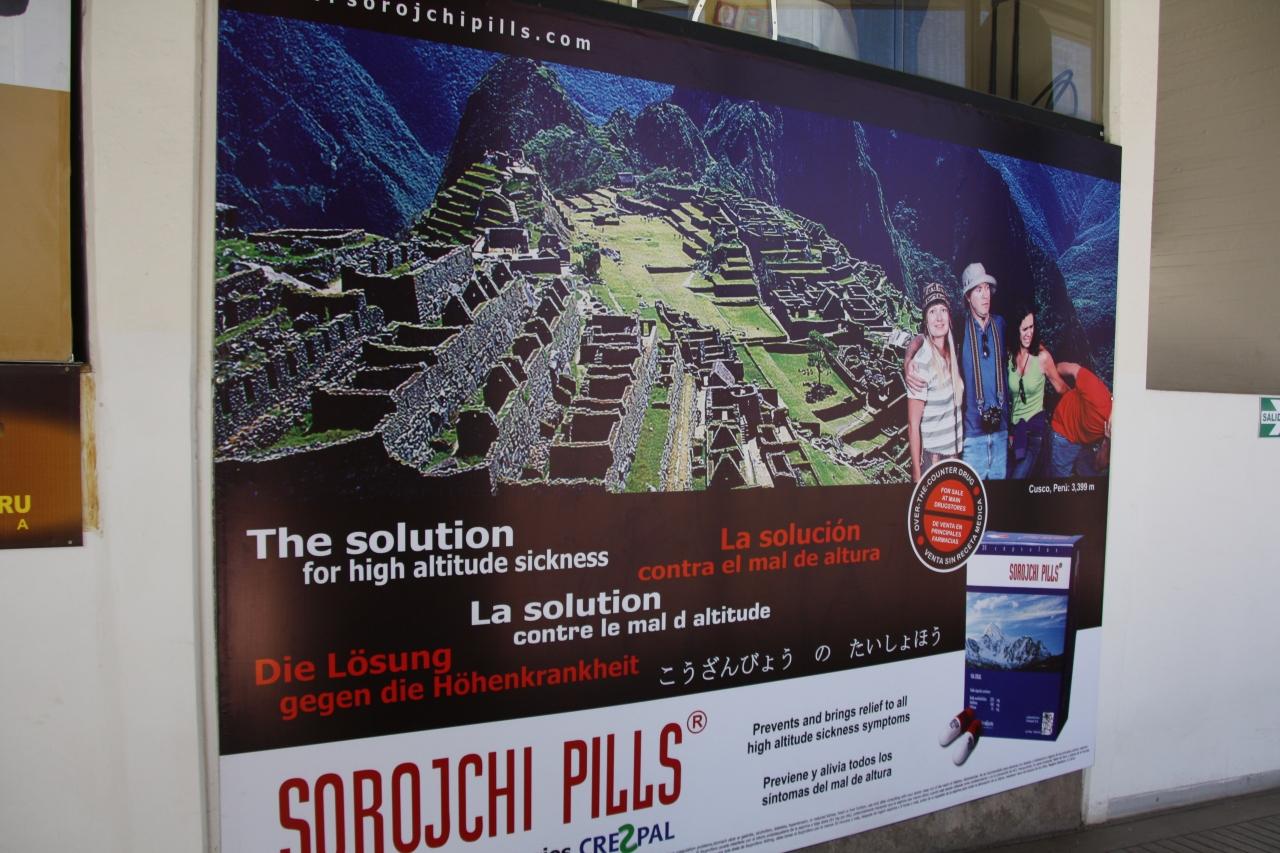 sorojchipills.com
Cusco, Perú: 3,399 m
OVER-THE-COUNTER DRUG
FOR SALE
AT MAIN
DRUGSTORES
DE VENTA EN
PRINCIPALES
FARMACIAS
VENTA SIN RECETA MEDICA
The solution
for high altitude sickness
La solución
contra el mal de altura
La solution
contre le mal d altitude
Die Lösung
gegen die Höhenkrankheit
こうざんびょう の たいしょほう
SOROJCHI PILLS®
Prevents and brings relief to all
high altitude sickness symptoms
Previene y alivia todos los
síntomas del mal de altura
SOROJCHI PILLS®
CRESPAL
RU
A